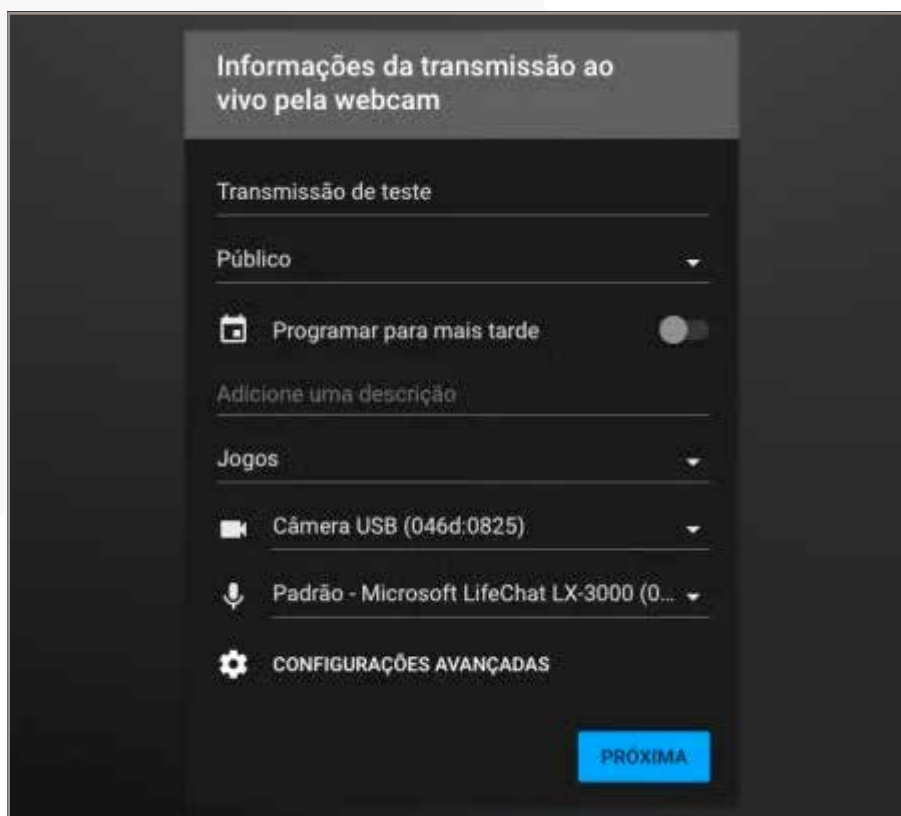 Informações da transmissão ao
vivo pela webcam
Transmissão de teste
Público
Programar para mais tarde
Adicione uma descrição
Jogos
Câmera USB (046d:0825)
Padrão - Microsoft LifeChat LX-3000 (0...
CONFIGURAÇÕES AVANÇADAS
PRÓXIMA